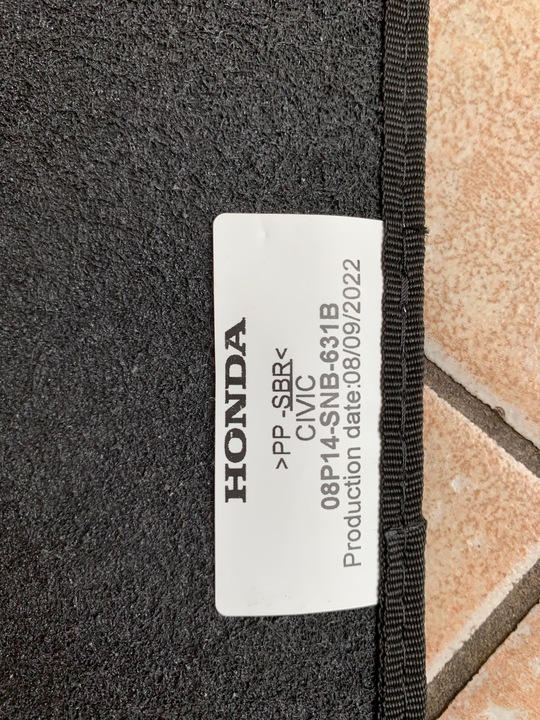 HONDA
>PP -SBR<
CIVIC
08P14-SNB-631B
Production date:08/09/2022